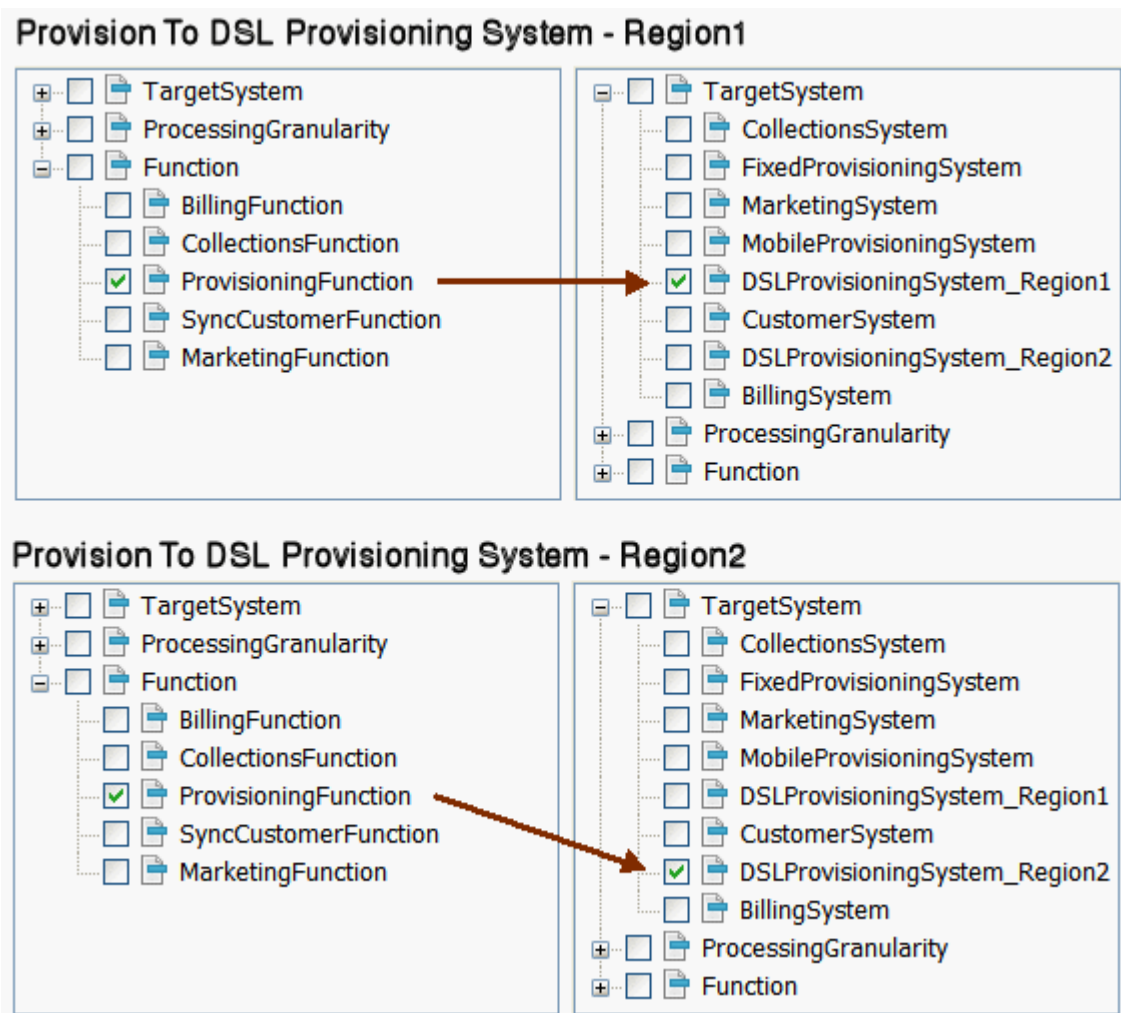 Provision To DSL Provisioning System - Region1
TargetSystem
ProcessingGranularity
Function
BillingFunction
CollectionsFunction
ProvisioningFunction
SyncCustomerFunction
MarketingFunction
TargetSystem
CollectionsSystem
FixedProvisioningSystem
MarketingSystem
MobileProvisioningSystem
DSLProvisioningSystem_Region1
CustomerSystem
DSLProvisioningSystem_Region2
BillingSystem
ProcessingGranularity
Function
Provision To DSL Provisioning System - Region2
TargetSystem
ProcessingGranularity
Function
BillingFunction
CollectionsFunction
ProvisioningFunction
SyncCustomerFunction
MarketingFunction
TargetSystem
CollectionsSystem
FixedProvisioningSystem
MarketingSystem
MobileProvisioningSystem
DSLProvisioningSystem_Region1
CustomerSystem
DSLProvisioningSystem_Region2
BillingSystem
ProcessingGranularity
Function